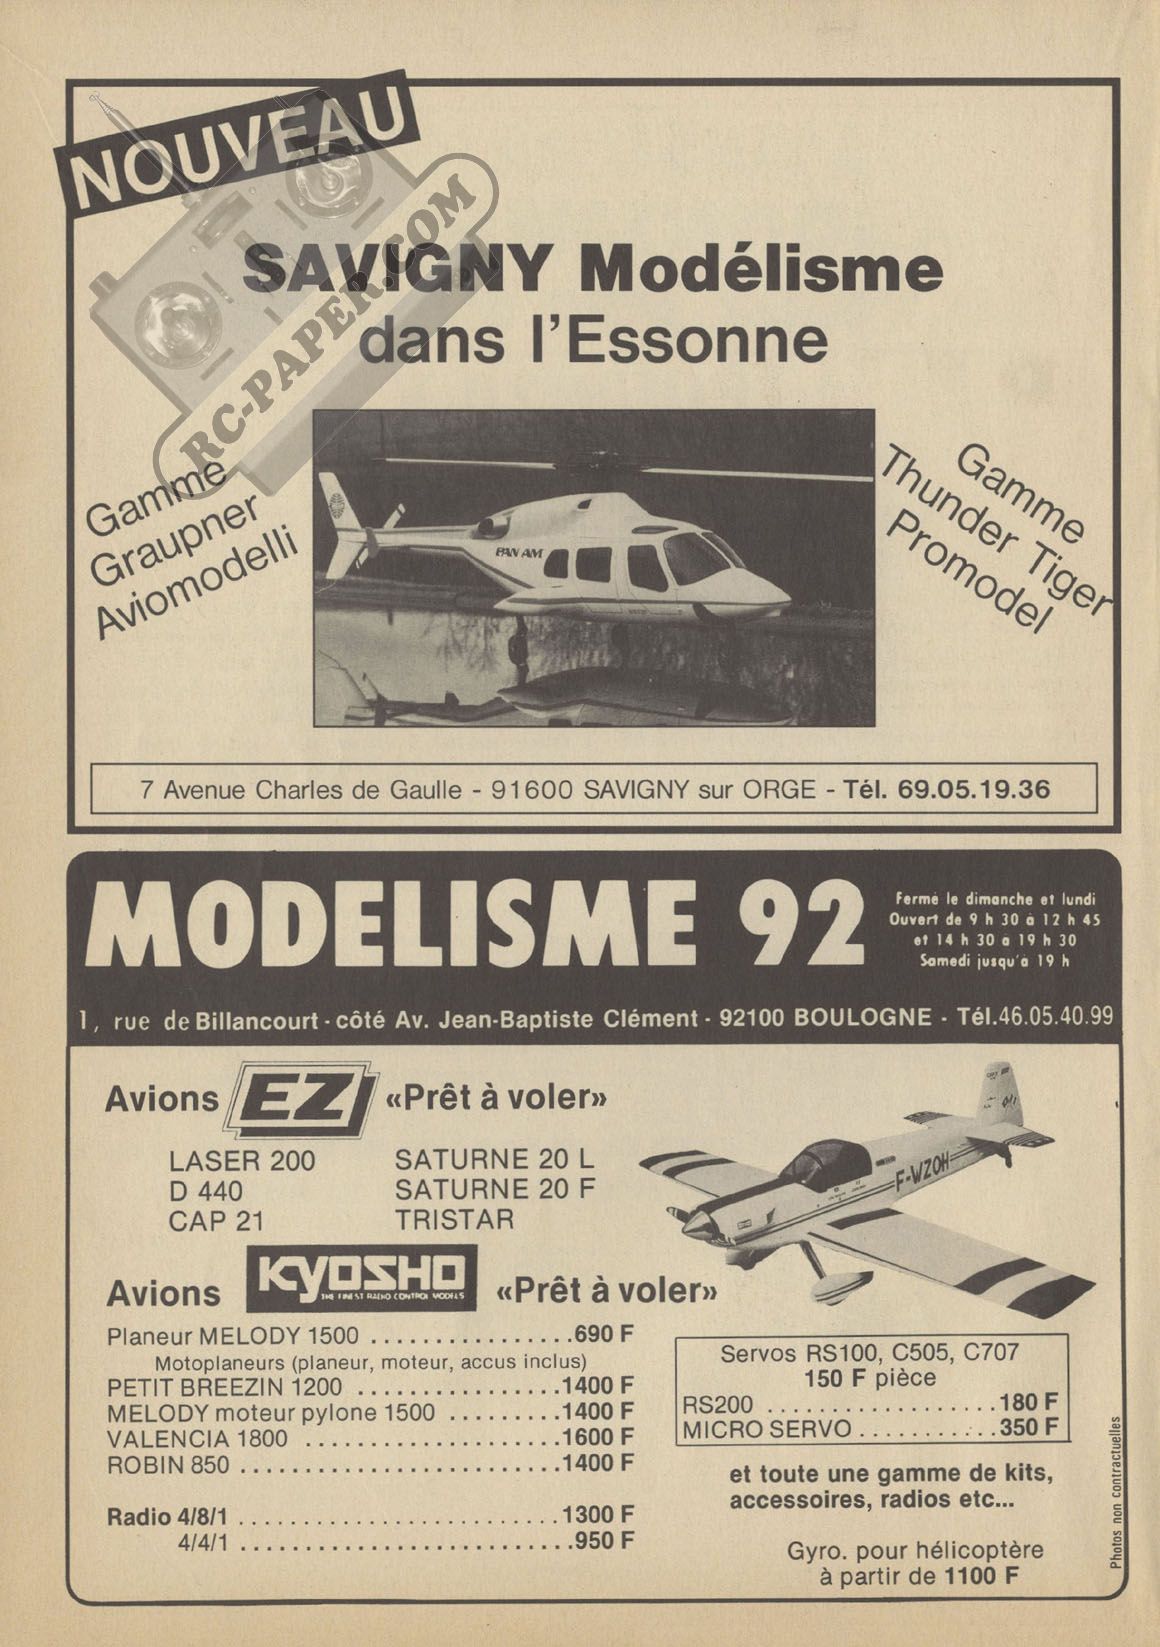 NOUVEAU
SAVIGNY Modélisme
dans l'Essonne
RC-PAPER.COM
Gamme
Graupner
Aviomodelli
PAN AM
Gamme
Thunder Tiger
Promodel
7 Avenue Charles de Gaulle - 91600 SAVIGNY sur ORGE - Tél. 69.05.19.36
MODELISME 92
Fermé le dimanche et lundi
Ouvert de 9 h 30 à 12 h 45
et 14 h 30 à 19 h 30
Samedi jusqu'à 19 h
1, rue de Billancourt - côté Av. Jean-Baptiste Clément - 92100 BOULOGNE - Tél.46.05.40.99
Avions EZ «Prêt à voler»
LASER 200 SATURNE 20 L
D 440 SATURNE 20 F
CAP 21 TRISTAR
F-WZOH
Avions KYOSHO «Prêt à voler»
THE FINEST RADIO CONTROL MODELS
Planeur MELODY 1500 ................690 F
Motoplaneurs (planeur, moteur, accus inclus)
PETIT BREEZIN 1200 ................1400 F
MELODY moteur pylone 1500 .........1400 F
VALENCIA 1800 ....................1600 F
ROBIN 850 .........................1400 F
Radio 4/8/1 .........................1300 F
4/4/1 ..........................950 F
Servos RS100, C505, C707
150 F pièce
RS200 ..................180 F
MICRO SERVO ...........350 F
et toute une gamme de kits,
accessoires, radios etc...
Gyro. pour hélicoptère
à partir de 1100 F
Photos non contractuelles